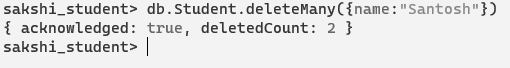 sakshi_student> db.Student.deleteMany({name:"Santosh"})
{ acknowledged: true, deletedCount: 2 }
sakshi_student>